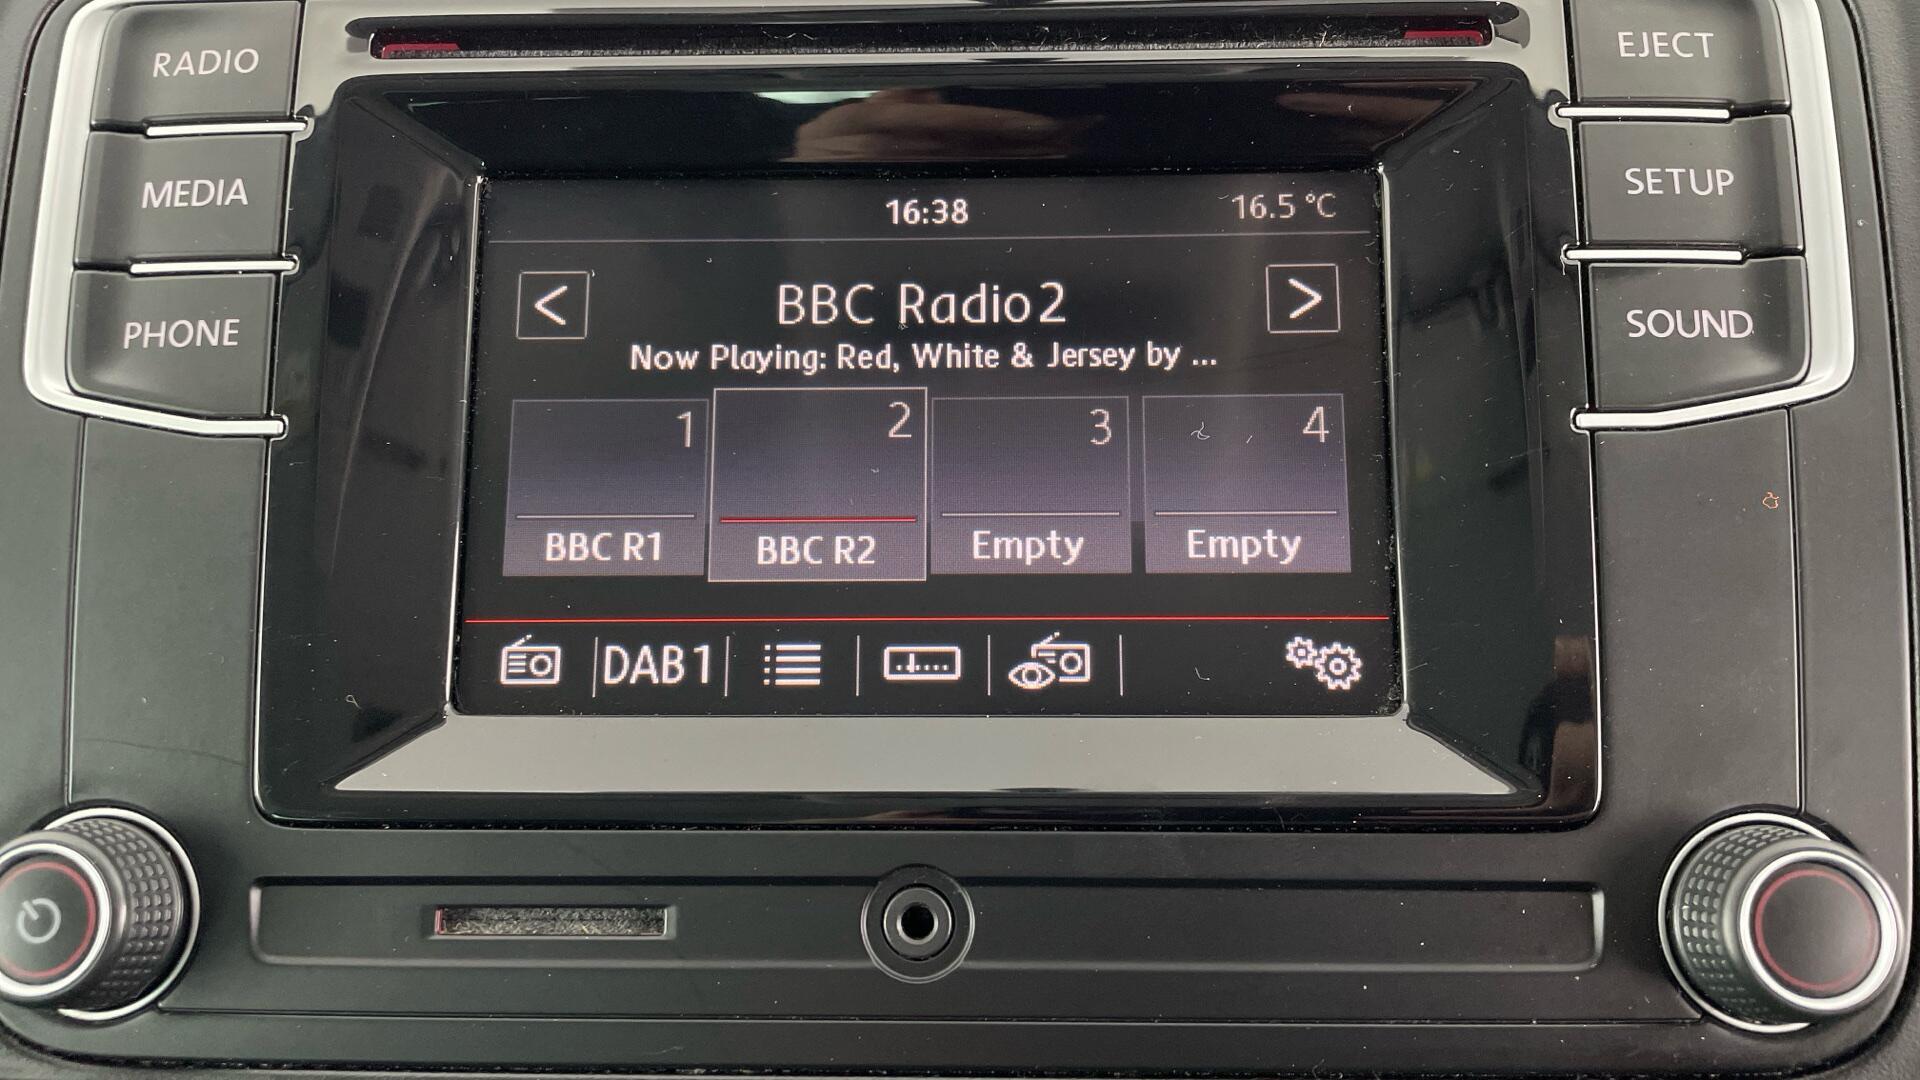 RADIO
EJECT
MEDIA
SETUP
PHONE
SOUND
16:38
16.5 °C
< BBC Radio2 >
Now Playing: Red, White & Jersey by ...
1 2 3 4
BBC R1 BBC R2 Empty Empty
DAB1